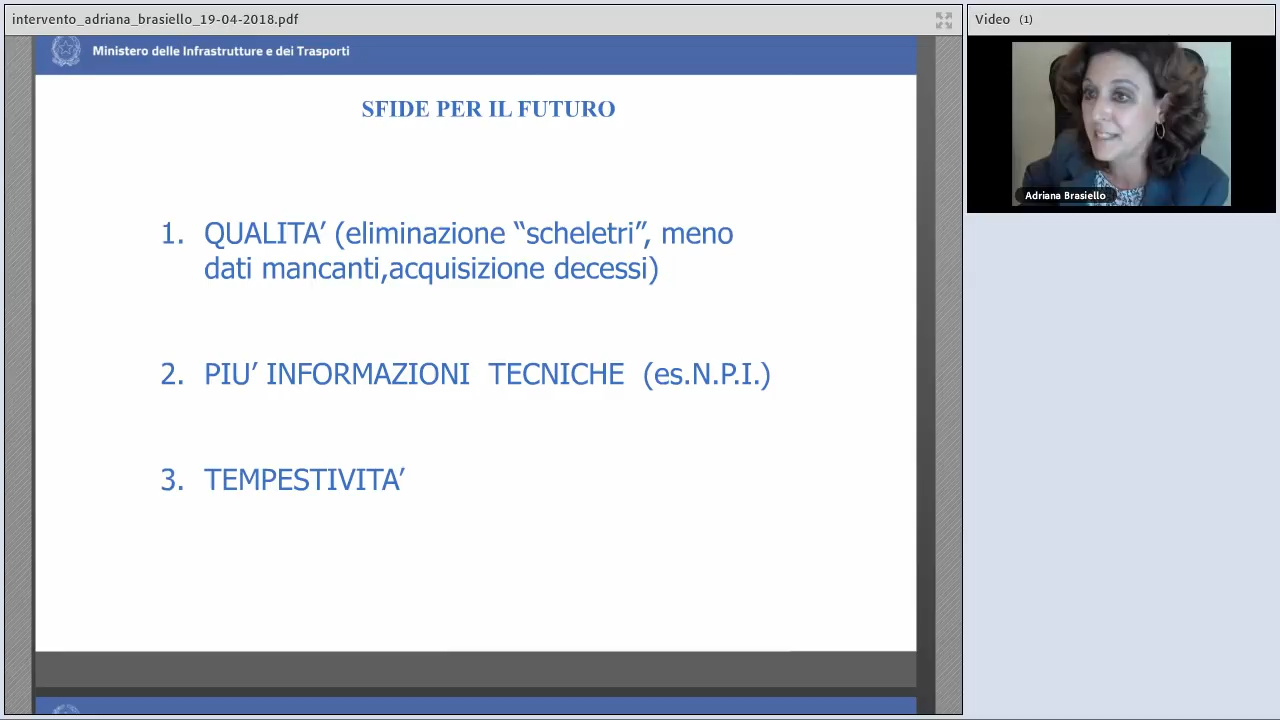 intervento_adriana_brasiello_19-04-2018.pdf
Video (1)
Ministero delle Infrastrutture e dei Trasporti
SFIDE PER IL FUTURO
1. QUALITA’ (eliminazione “scheletri”, meno
dati mancanti,acquisizione decessi)
2. PIU’ INFORMAZIONI TECNICHE (es.N.P.I.)
3. TEMPESTIVITA’
Adriana Brasiello